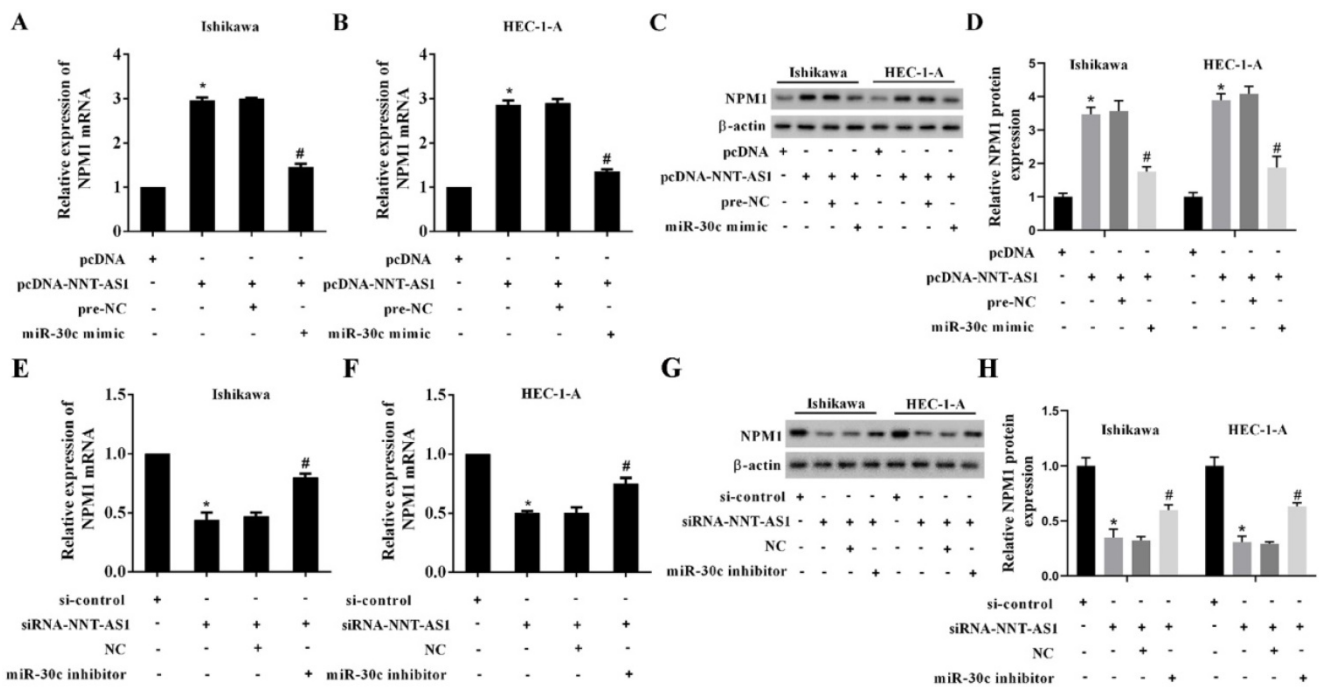 A
Ishikawa
Relative expression of
NPM1 mRNA
4
3
2
1
0
pcDNA + - - -
pcDNA-NNT-AS1 - + + +
pre-NC - - + -
miR-30c mimic - - - +
*
#
B
HEC-1-A
Relative expression of
NPM1 mRNA
4
3
2
1
0
pcDNA + - - -
pcDNA-NNT-AS1 - + + +
pre-NC - - + -
miR-30c mimic - - - +
*
#
C
Ishikawa HEC-1-A
NPM1
β-actin
pcDNA + - - - + - - -
pcDNA-NNT-AS1 - + + + - + + +
pre-NC - - + - - - + -
miR-30c mimic - - - + - - - +
D
Ishikawa HEC-1-A
Relative NPM1 protein
expression
5
4
3
2
1
0
* # * #
pcDNA + - - - + - - -
pcDNA-NNT-AS1 - + + + - + + +
pre-NC - - + - - - + -
miR-30c mimic - - - + - - - +
E
Ishikawa
Relative expression of
NPM1 mRNA
1.5
1.0
0.5
0.0
*
#
si-control + - - -
siRNA-NNT-AS1 - + + +
NC - - + -
miR-30c inhibitor - - - +
F
HEC-1-A
Relative expression of
NPM1 mRNA
1.5
1.0
0.5
0.0
*
#
si-control + - - -
siRNA-NNT-AS1 - + + +
NC - - + -
miR-30c inhibitor - - - +
G
Ishikawa HEC-1-A
NPM1
β-actin
si-control + - - - + - - -
siRNA-NNT-AS1 - + + + - + + +
NC - - + - - - + -
miR-30c inhibitor - - - + - - - +
H
Ishikawa HEC-1-A
Relative NPM1 protein
expression
1.5
1.0
0.5
0.0
* # * #
si-control + - - - + - - -
siRNA-NNT-AS1 - + + + - + + +
NC - - + - - - + -
miR-30c inhibitor - - - + - - - +